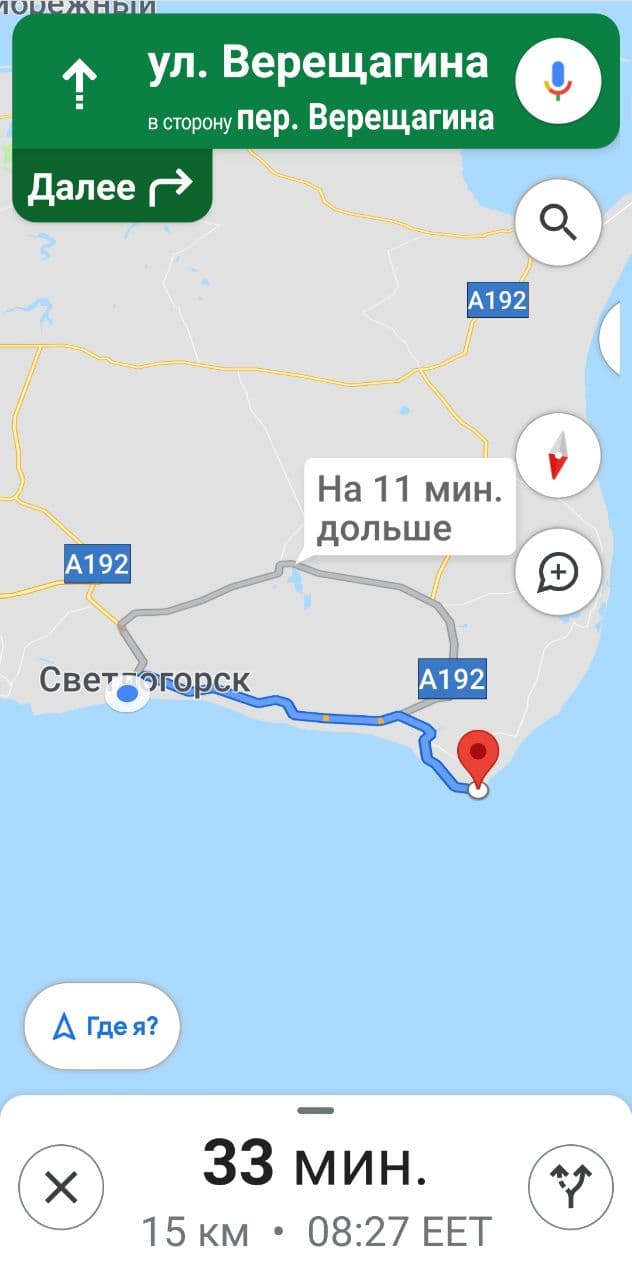 ул. Верещагина
в сторону пер. Верещагина
Далее
A192
На 11 мин.
дольше
A192
Светлогорск
A192
Где я?
33 мин.
15 км • 08:27 EET